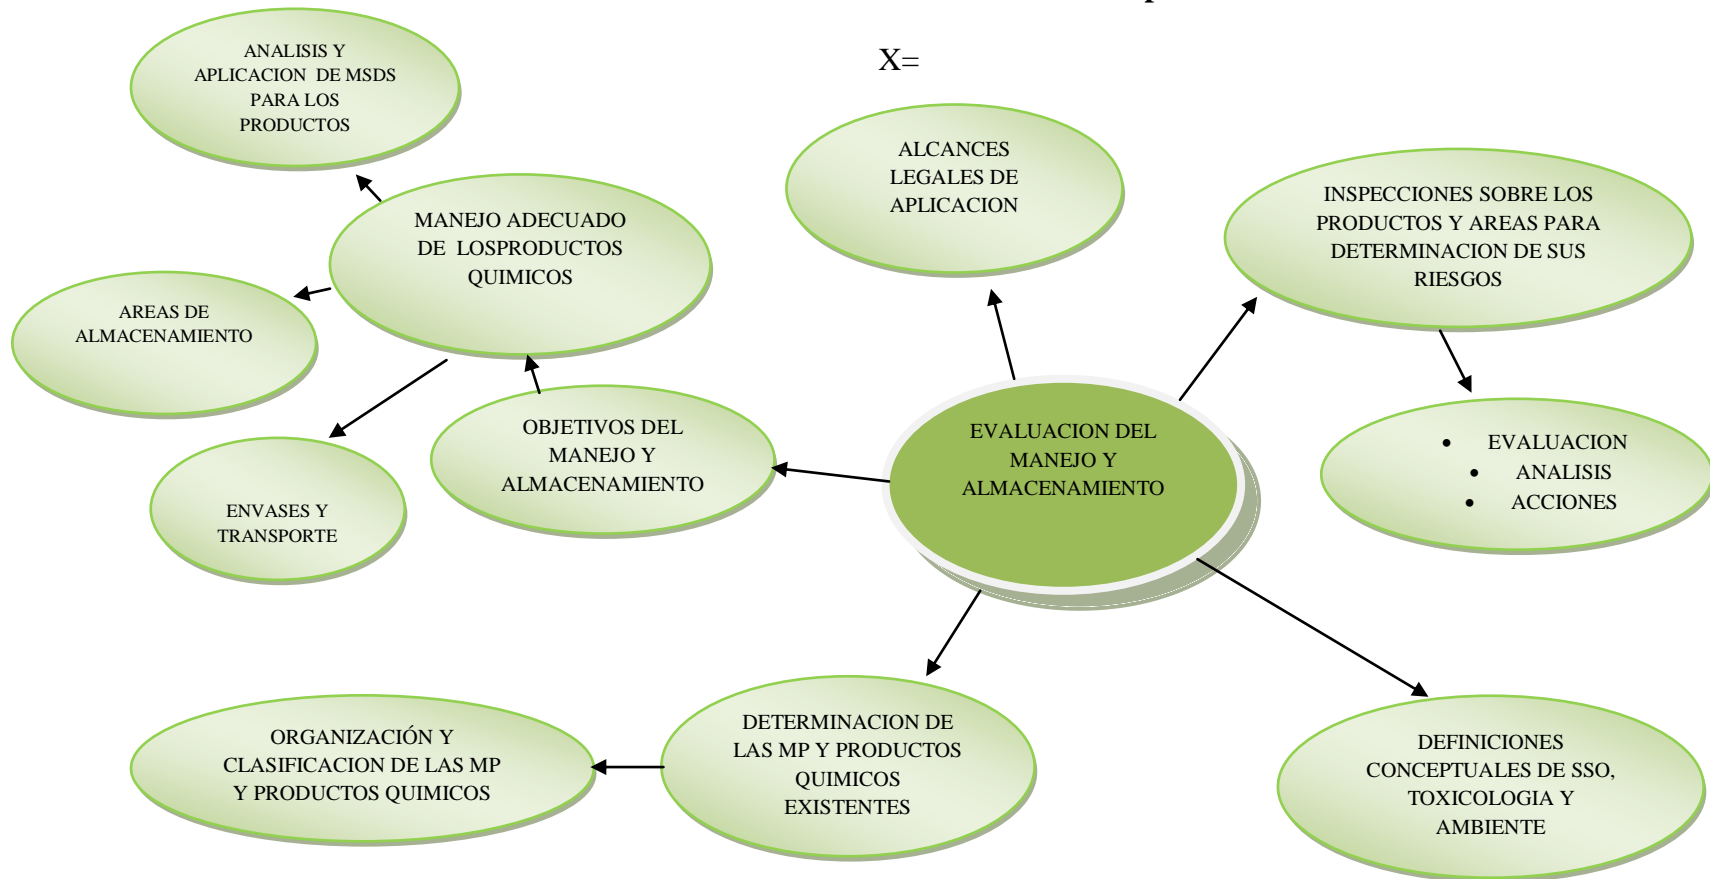 X=
ANALISIS Y
APLICACION DE MSDS
PARA LOS
PRODUCTOS
ALCANCES
LEGALES DE
APLICACION
INSPECCIONES SOBRE LOS
PRODUCTOS Y AREAS PARA
DETERMINACION DE SUS
RIESGOS
MANEJO ADECUADO
DE LOSPRODUCTOS
QUIMICOS
AREAS DE
ALMACENAMIENTO
OBJETIVOS DEL
MANEJO Y
ALMACENAMIENTO
EVALUACION DEL
MANEJO Y
ALMACENAMIENTO
• EVALUACION
• ANALISIS
• ACCIONES
ENVASES Y
TRANSPORTE
ORGANIZACIÓN Y
CLASIFICACION DE LAS MP
Y PRODUCTOS QUIMICOS
DETERMINACION DE
LAS MP Y PRODUCTOS
QUIMICOS
EXISTENTES
DEFINICIONES
CONCEPTUALES DE SSO,
TOXICOLOGIA Y
AMBIENTE